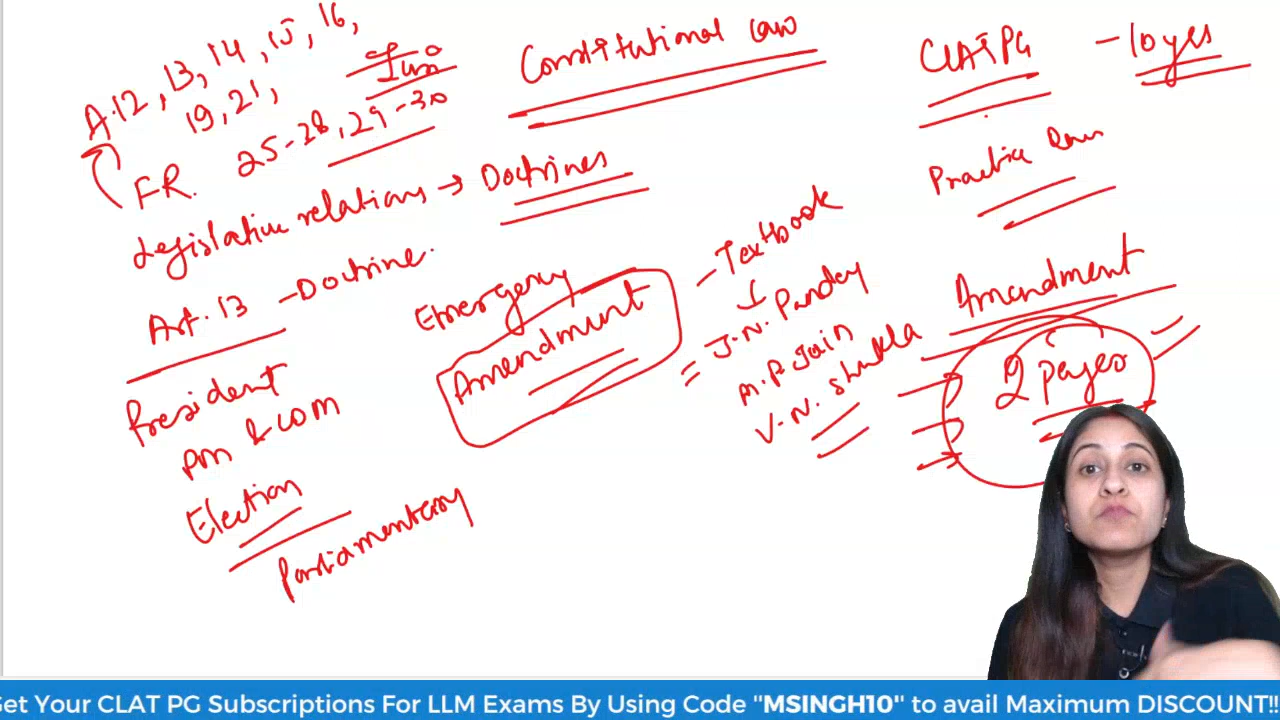 A.12, 13, 14, 15, 16,
19, 21,
FR. 25-28, 29-30
Legislative relations → Doctrines
Art. 13 - Doctrine.
President
PM & COM
Election
Parliamentary
Constitutional law
Emergency
Amendment
- Textbook
= J.N. Pandey
M.P Jain
V.N. Shukla
CLAT PG - 10 yrs
Practice
Amendment
2 pages
Get Your CLAT PG Subscriptions For LLM Exams By Using Code "MSINGH10" to avail Maximum DISCOUNT!!